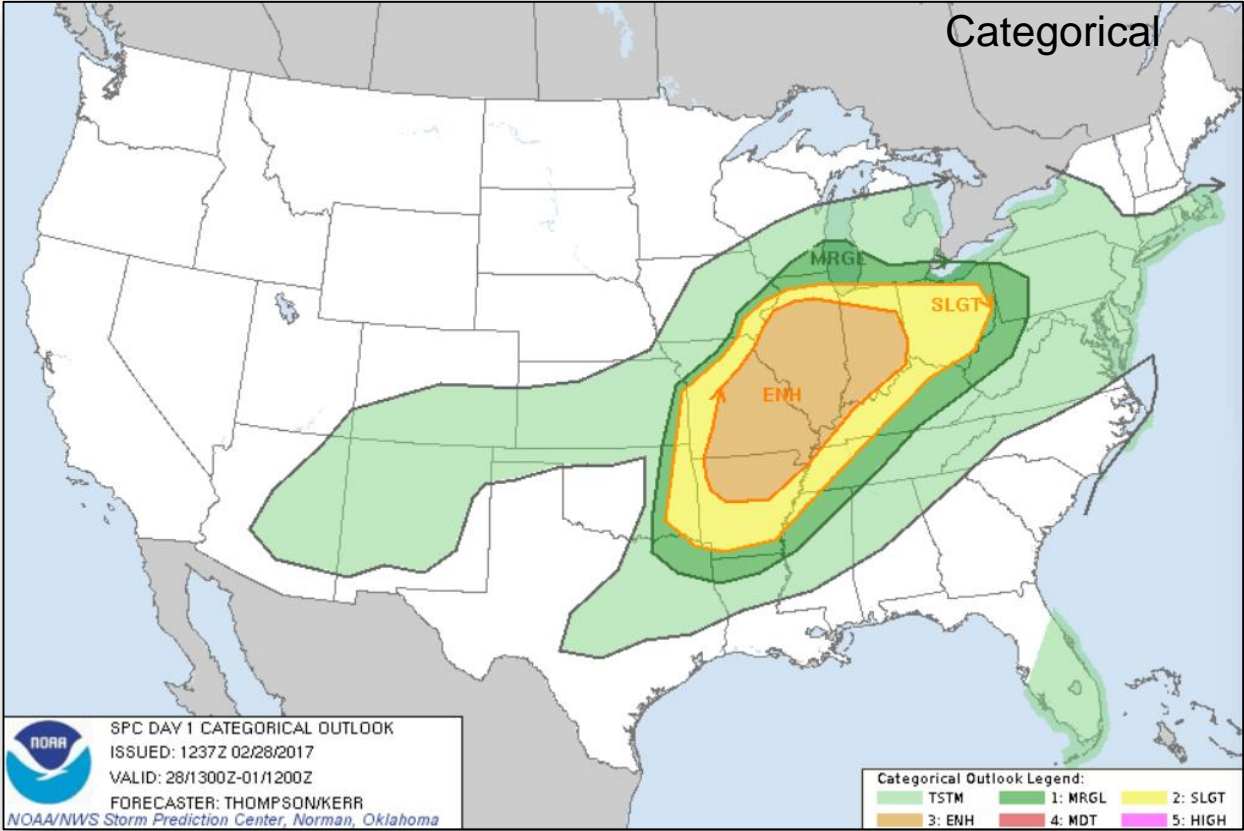 Categorical
MRGL
SLGT
ENH
NOAA
SPC DAY 1 CATEGORICAL OUTLOOK
ISSUED: 1237Z 02/28/2017
VALID: 28/1300Z-01/1200Z
FORECASTER: THOMPSON/KERR
NOAA/NWS Storm Prediction Center, Norman, Oklahoma
Categorical Outlook Legend:
TSTM 1: MRGL 2: SLGT
3: ENH 4: MDT 5: HIGH